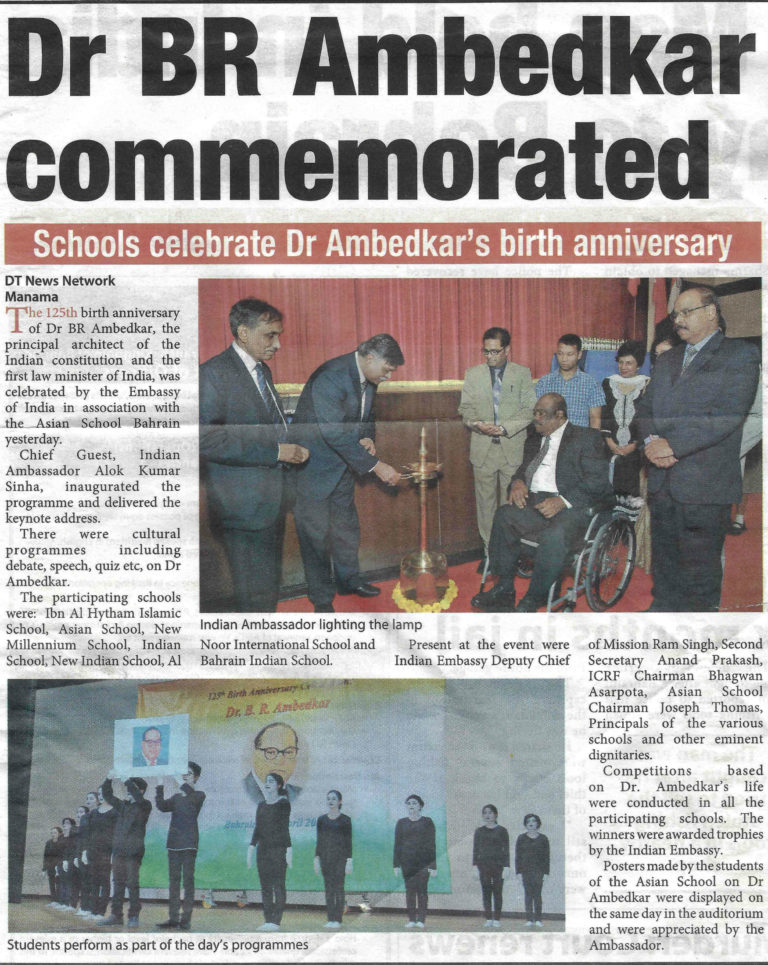 Dr BR Ambedkar
commemorated
Schools celebrate Dr Ambedkar's birth anniversary
DT News Network
Manama
The 125th birth anniversary
of Dr BR Ambedkar, the
principal architect of the
Indian constitution and the
first law minister of India, was
celebrated by the Embassy
of India in association with
the Asian School Bahrain
yesterday.
Chief Guest, Indian
Ambassador Alok Kumar
Sinha, inaugurated the
programme and delivered the
keynote address.
There were cultural
programmes including
debate, speech, quiz etc, on Dr
Ambedkar.
The participating schools
were: Ibn Al Hytham Islamic
School, Asian School, New
Millennium School, Indian
School, New Indian School, Al
Indian Ambassador lighting the lamp
Noor International School and
Bahrain Indian School.
Present at the event were
Indian Embassy Deputy Chief
of Mission Ram Singh, Second
Secretary Anand Prakash,
ICRF Chairman Bhagwan
Asarpota, Asian School
Chairman Joseph Thomas,
Principals of the various
schools and other eminent
dignitaries.
Competitions based
on Dr. Ambedkar's life
were conducted in all the
participating schools. The
winners were awarded trophies
by the Indian Embassy.
Posters made by the students
of the Asian School on Dr
Ambedkar were displayed on
the same day in the auditorium
and were appreciated by the
Ambassador.
125th Birth Anniversary
Dr. B. R. Ambedkar
Bahrain
Students perform as part of the day's programmes